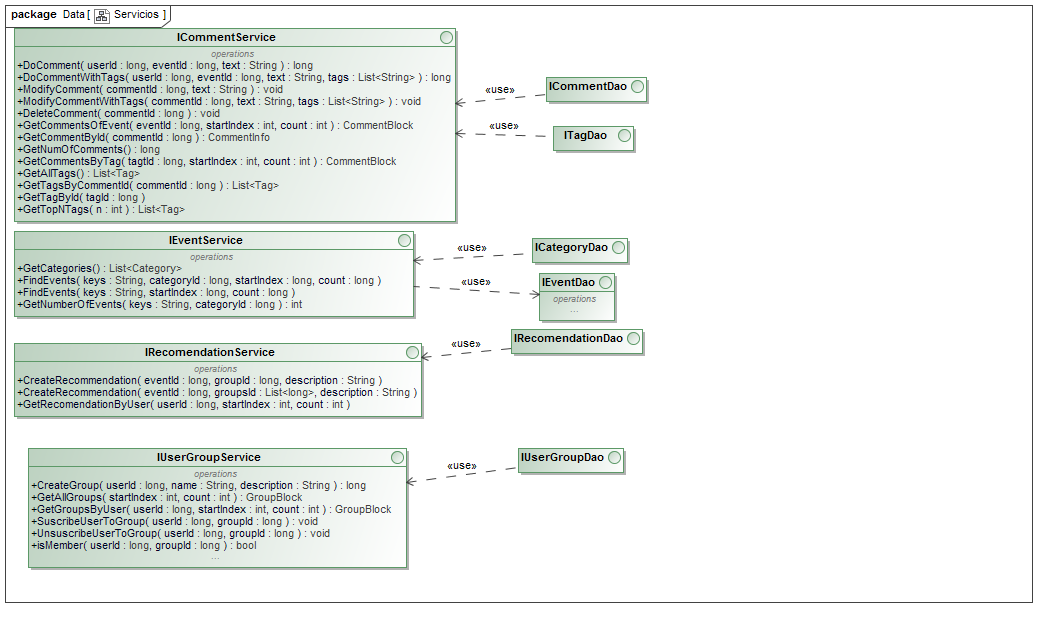 package Data [ Servicios ]
ICommentService
operations
+DoComment( userId : long, eventId : long, text : String ) : long
+DoCommentWithTags( userId : long, eventId : long, text : String, tags : List<String> ) : long
+ModifyComment( commentId : long, text : String ) : void
+ModifyCommentWithTags( commentId : long, text : String, tags : List<String> ) : void
+DeleteComment( commentId : long ) : void
+GetCommentsOfEvent( eventId : long, startIndex : int, count : int ) : CommentBlock
+GetCommentById( commentId : long ) : CommentInfo
+GetNumOfComments() : long
+GetCommentsByTag( tagtId : long, startIndex : int, count : int ) : CommentBlock
+GetAllTags() : List<Tag>
+GetTagsByCommentId( commentId : long ) : List<Tag>
+GetTagById( tagId : long )
+GetTopNTags( n : int ) : List<Tag>
«use»
ICommentDao
«use»
ITagDao
IEventService
operations
+GetCategories() : List<Category>
+FindEvents( keys : String, categoryId : long, startIndex : long, count : long )
+FindEvents( keys : String, startIndex : long, count : long )
+GetNumberOfEvents( keys : String, categoryId : long ) : int
«use»
ICategoryDao
«use»
IEventDao
operations
...
IRecomendationService
operations
+CreateRecommendation( eventId : long, groupId : long, description : String )
+CreateRecommendation( eventId : long, groupsId : List<long>, description : String )
+GetRecomendationByUser( userId : long, startIndex : int, count : int )
«use»
IRecomendationDao
IUserGroupService
operations
+CreateGroup( userId : long, name : String, description : String ) : long
+GetAllGroups( startIndex : int, count : int ) : GroupBlock
+GetGroupsByUser( userId : long, startIndex : int, count : int ) : GroupBlock
+SuscribeUserToGroup( userId : long, groupId : long ) : void
+UnsuscribeUserToGroup( userId : long, groupId : long ) : void
+isMember( userId : long, groupId : long ) : bool
...
«use»
IUserGroupDao